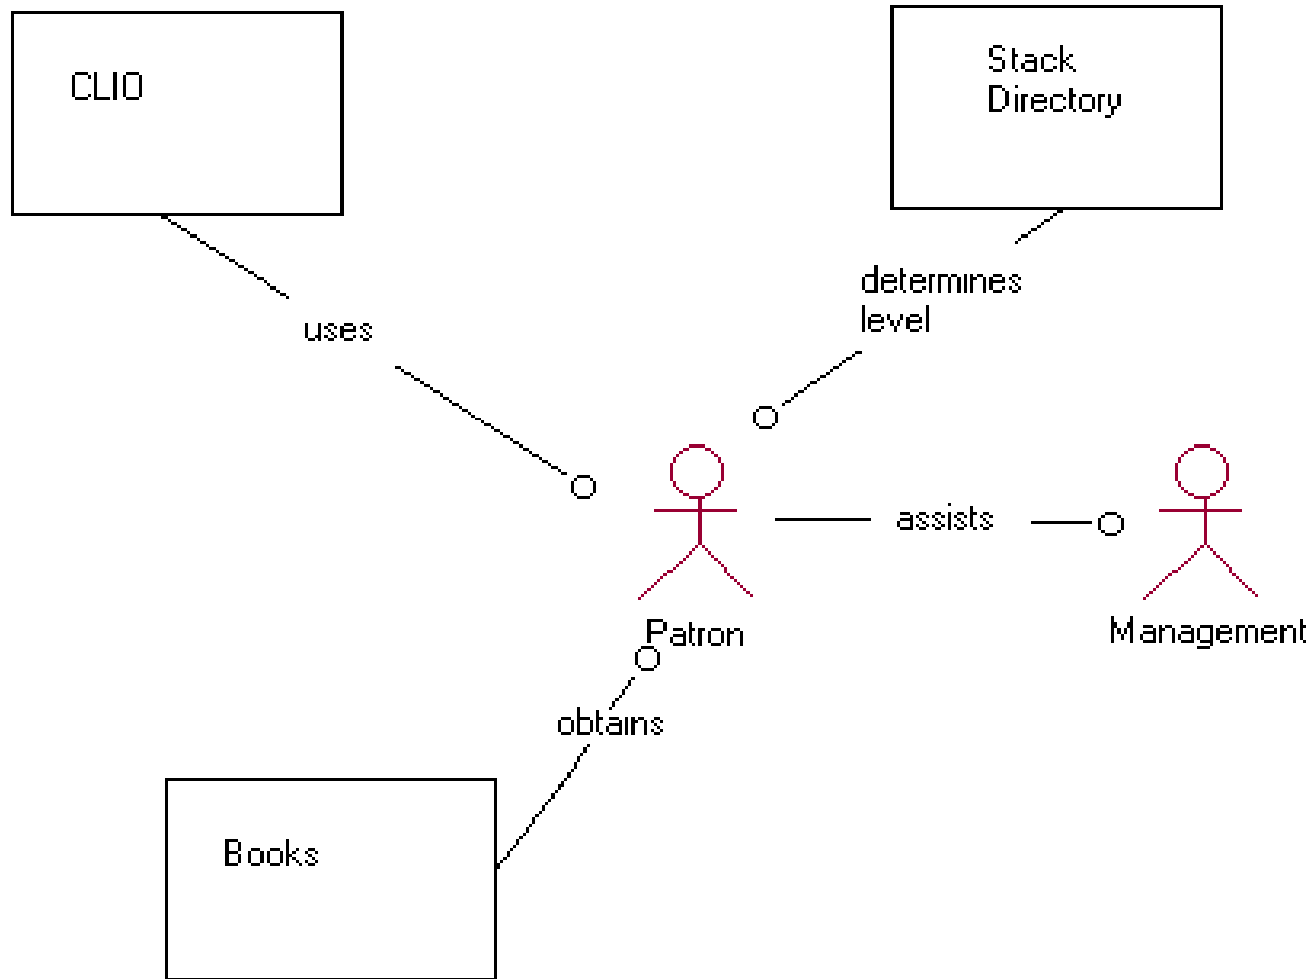 CLIO
Stack
Directory
determines
level
uses
assists
Patron
Management
obtains
Books